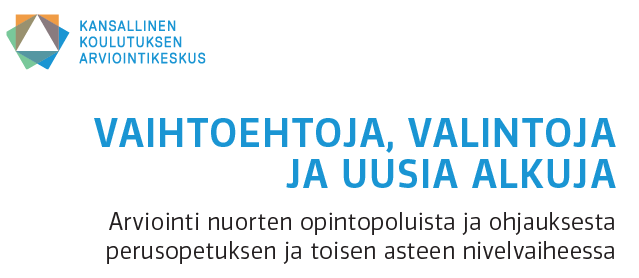 KANSALLINEN
KOULUTUKSEN
ARVIOINTIKESKUS
VAIHTOEHTOJA, VALINTOJA
JA UUSIA ALKUJA
Arviointi nuorten opintopoluista ja ohjauksesta
perusopetuksen ja toisen asteen nivelvaiheessa